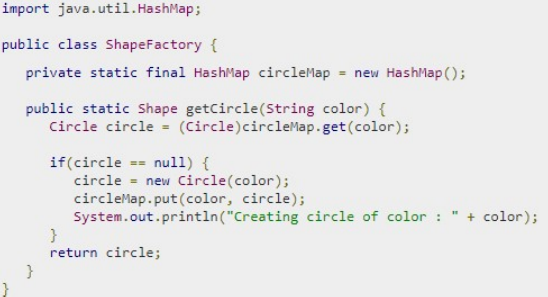 import java.util.HashMap;
public class ShapeFactory {
private static final HashMap circleMap = new HashMap();
public static Shape getCircle(String color) {
Circle circle = (Circle)circleMap.get(color);
if(circle == null) {
circle = new Circle(color);
circleMap.put(color, circle);
System.out.println("Creating circle of color : " + color);
}
return circle;
}
}